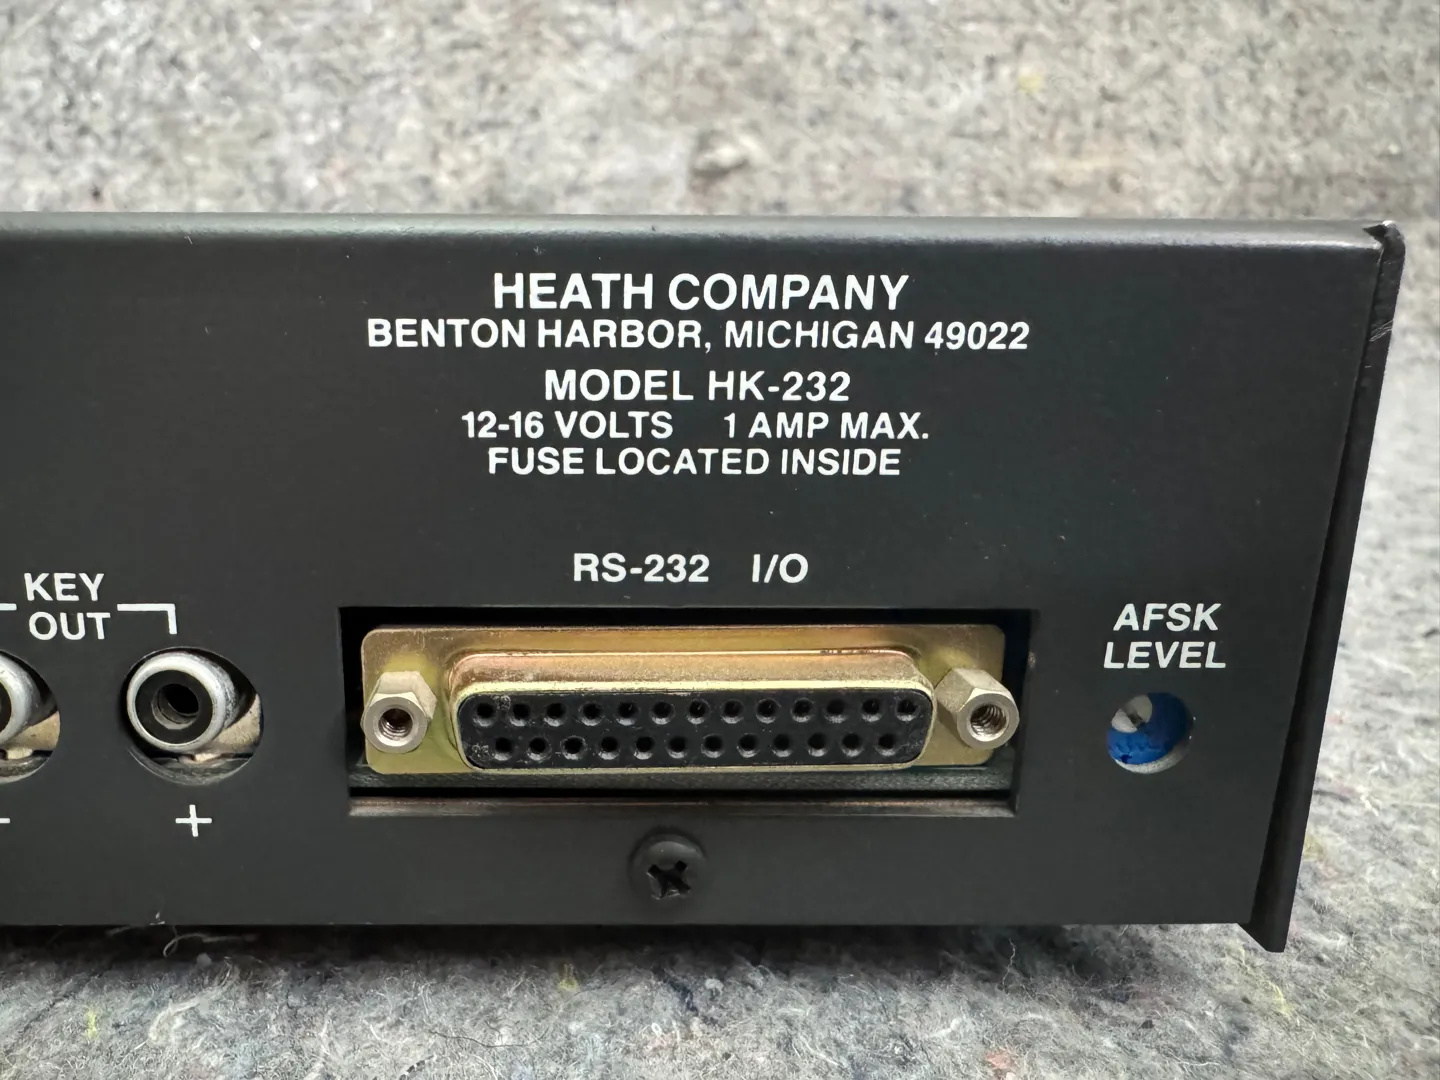 HEATH COMPANY
BENTON HARBOR, MICHIGAN 49022
MODEL HK-232
12-16 VOLTS 1 AMP MAX.
FUSE LOCATED INSIDE
RS-232 I/O
KEY
OUT
AFSK
LEVEL
- +